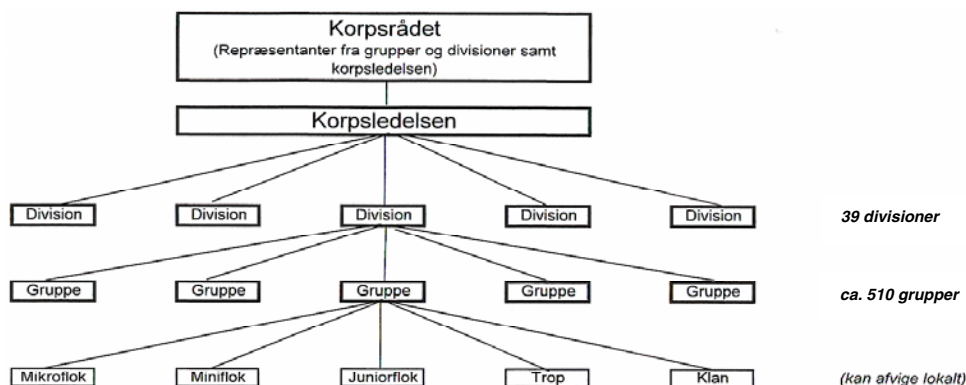 Korpsrådet
(Repræsentanter fra grupper og divisioner samt
korpsledelsen)
Korpsledelsen
Division Division Division Division Division 39 divisioner
Gruppe Gruppe Gruppe Gruppe Gruppe ca. 510 grupper
Mikroflok Miniflok Juniorflok Trop Klan (kan afvige lokalt)